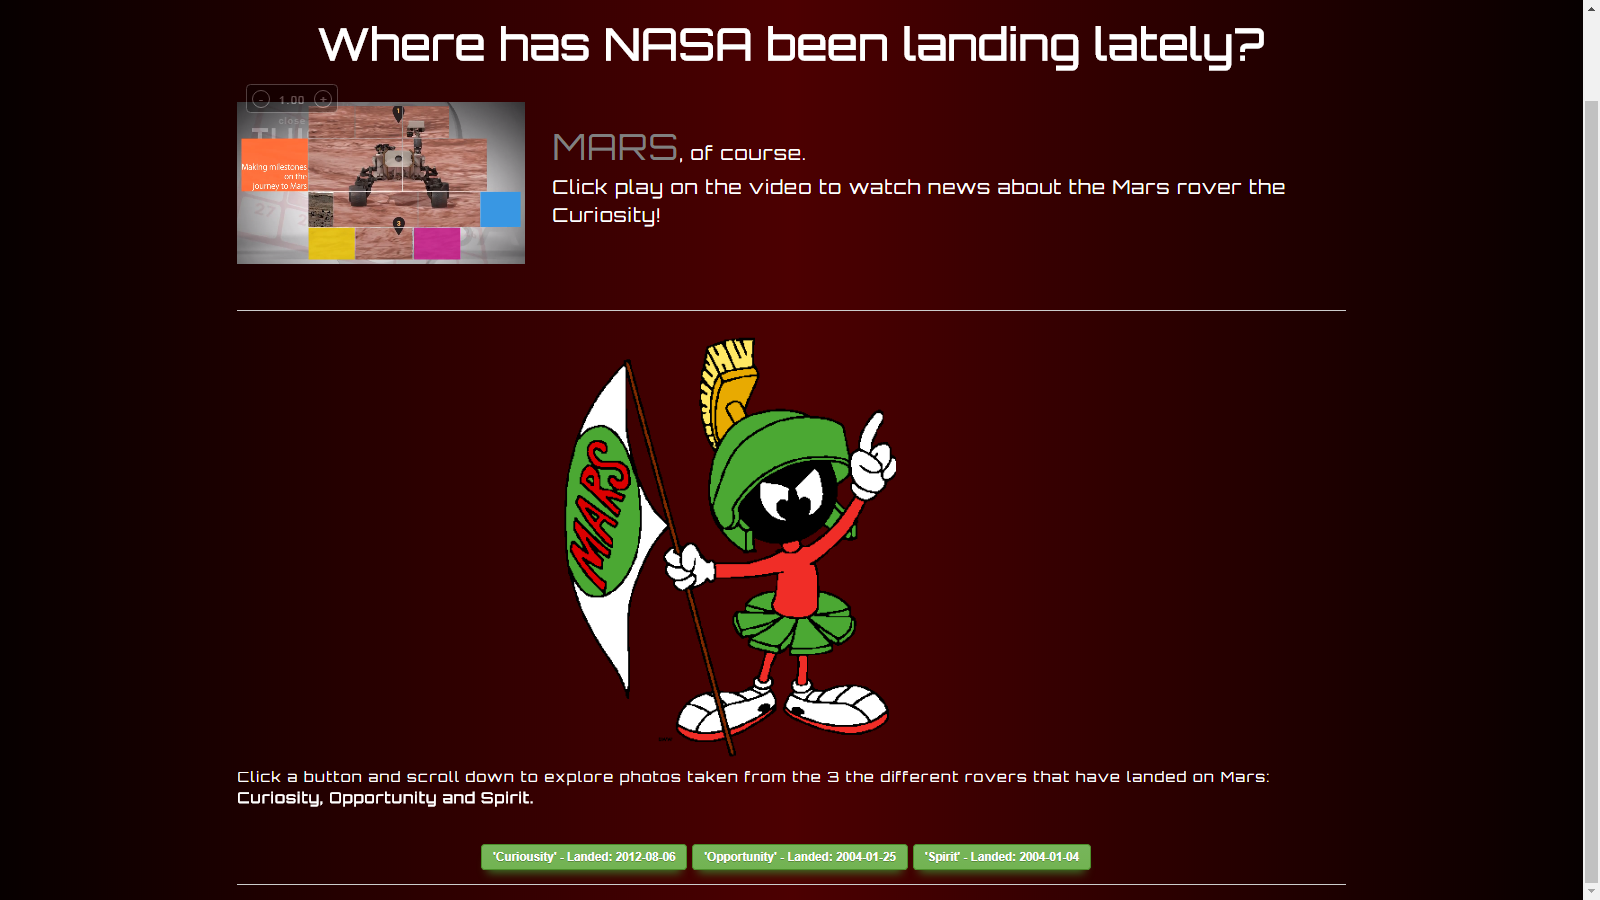 Where has NASA been landing lately?
- 1.00 +
close
1
Making milestones
on the
journey to Mars
27
3
MARS, of course.
Click play on the video to watch news about the Mars rover the
Curiosity!
MARS
Click a button and scroll down to explore photos taken from the 3 the different rovers that have landed on Mars:
Curiosity, Opportunity and Spirit.
'Curiousity' - Landed: 2012-08-06
'Opportunity' - Landed: 2004-01-25
'Spirit' - Landed: 2004-01-04